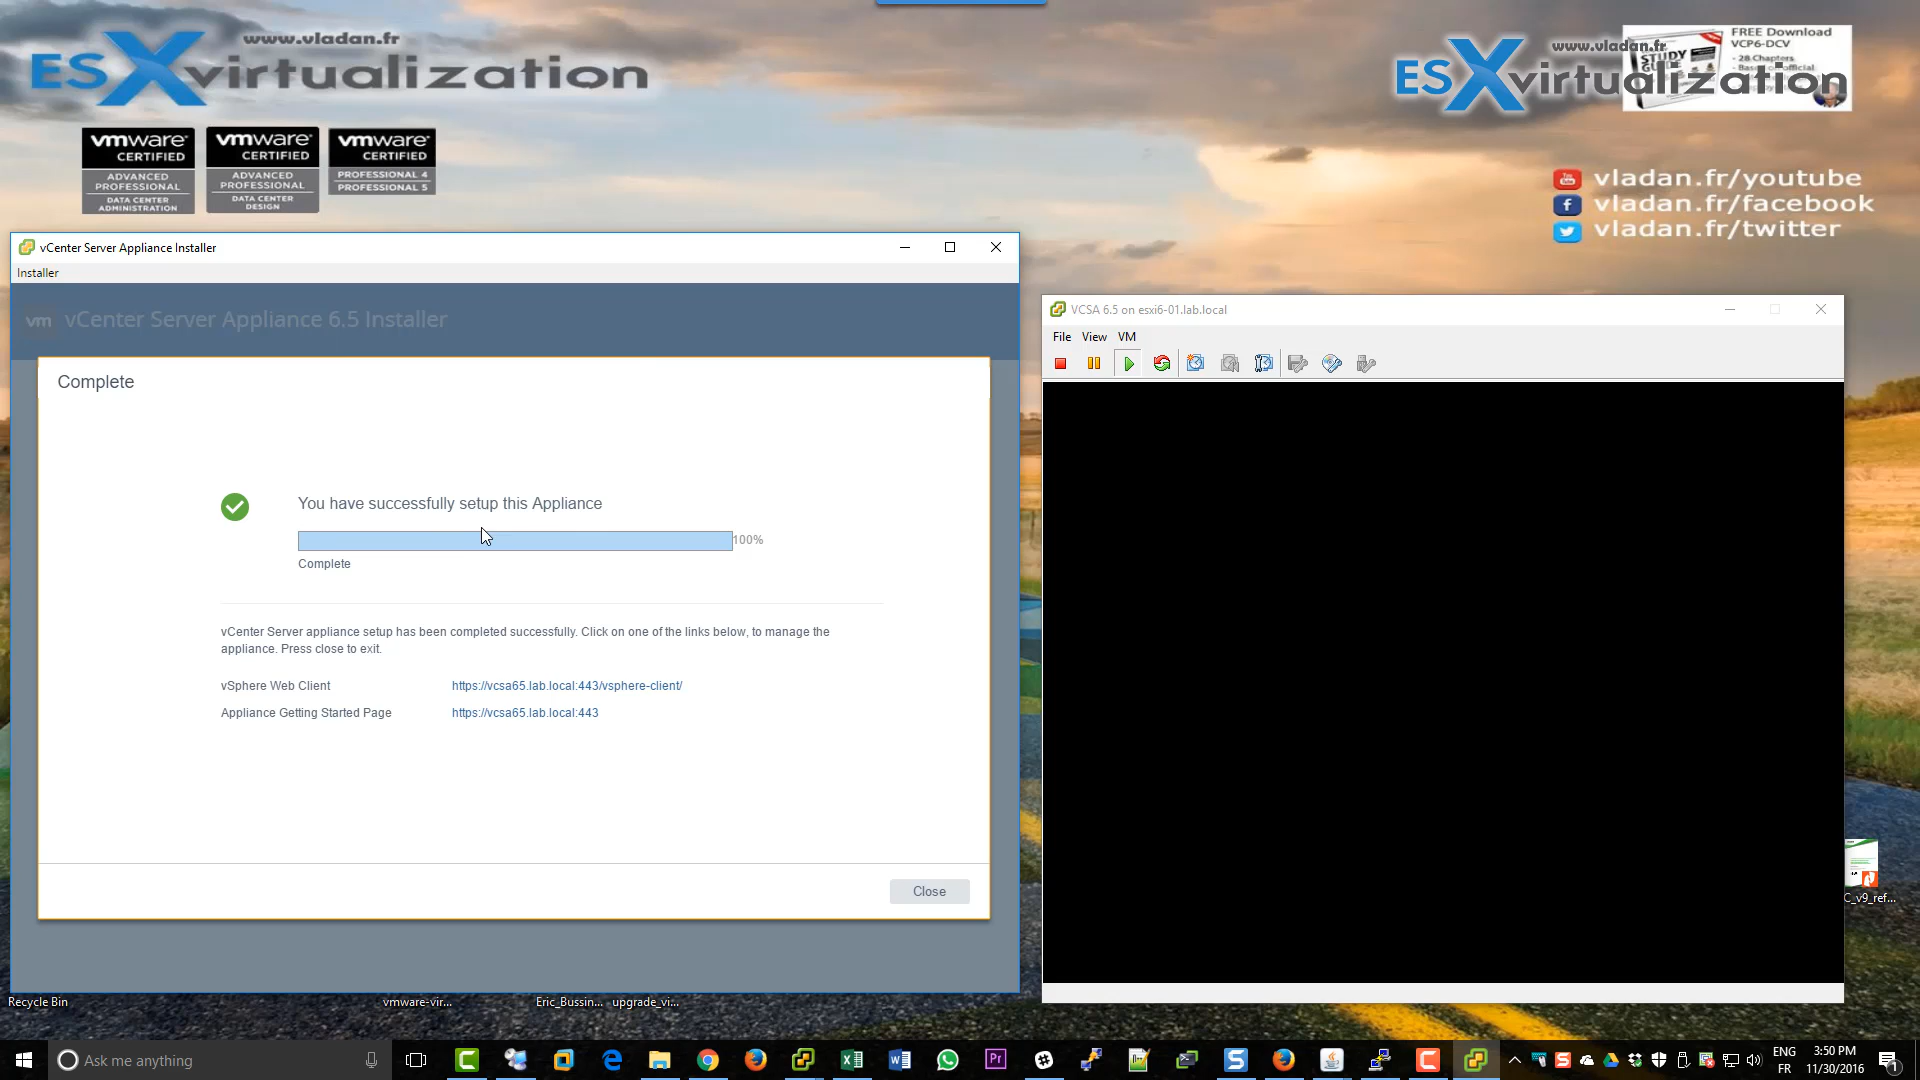 www.vladan.fr
ESXvirtualization
vmware
CERTIFIED
ADVANCED
PROFESSIONAL
DATA CENTER
ADMINISTRATION
vmware
CERTIFIED
ADVANCED
PROFESSIONAL
DATA CENTER
DESIGN
vmware
CERTIFIED
PROFESSIONAL 4
PROFESSIONAL 5
www.vladan.fr
ESXvirtualization
STUDY
FREE Download
VCP6-DCV
- 28 Chapters
vladan.fr/youtube
vladan.fr/facebook
vladan.fr/twitter
vCenter Server Appliance Installer
Installer
vm vCenter Server Appliance 6.5 Installer
Complete
You have successfully setup this Appliance
100%
Complete
vCenter Server appliance setup has been completed successfully. Click on one of the links below, to manage the
appliance. Press close to exit.
vSphere Web Client https://vcsa65.lab.local:443/vsphere-client/
Appliance Getting Started Page https://vcsa65.lab.local:443
Close
VCSA 6.5 on esxi6-01.lab.local
File View VM
C_v9_ref...
Recycle Bin
vmware-vir...
Eric_Bussin...
upgrade_vi...
Ask me anything
ENG
FR
3:50 PM
11/30/2016